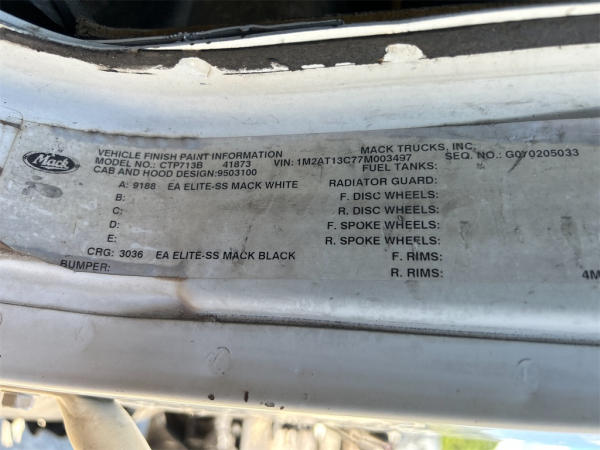 Mack
VEHICLE FINISH PAINT INFORMATION MACK TRUCKS, INC.
MODEL NO.: CTP713B 41873 VIN: 1M2AT13C77M003497 SEQ. NO.: G070205033
CAB AND HOOD DESIGN:9503100 FUEL TANKS:
A: 9188 EA ELITE-SS MACK WHITE RADIATOR GUARD:
B: F. DISC WHEELS:
C: R. DISC WHEELS:
D: F. SPOKE WHEELS:
E: R. SPOKE WHEELS:
CRG: 3036 EA ELITE-SS MACK BLACK F. RIMS:
BUMPER: R. RIMS:
4M